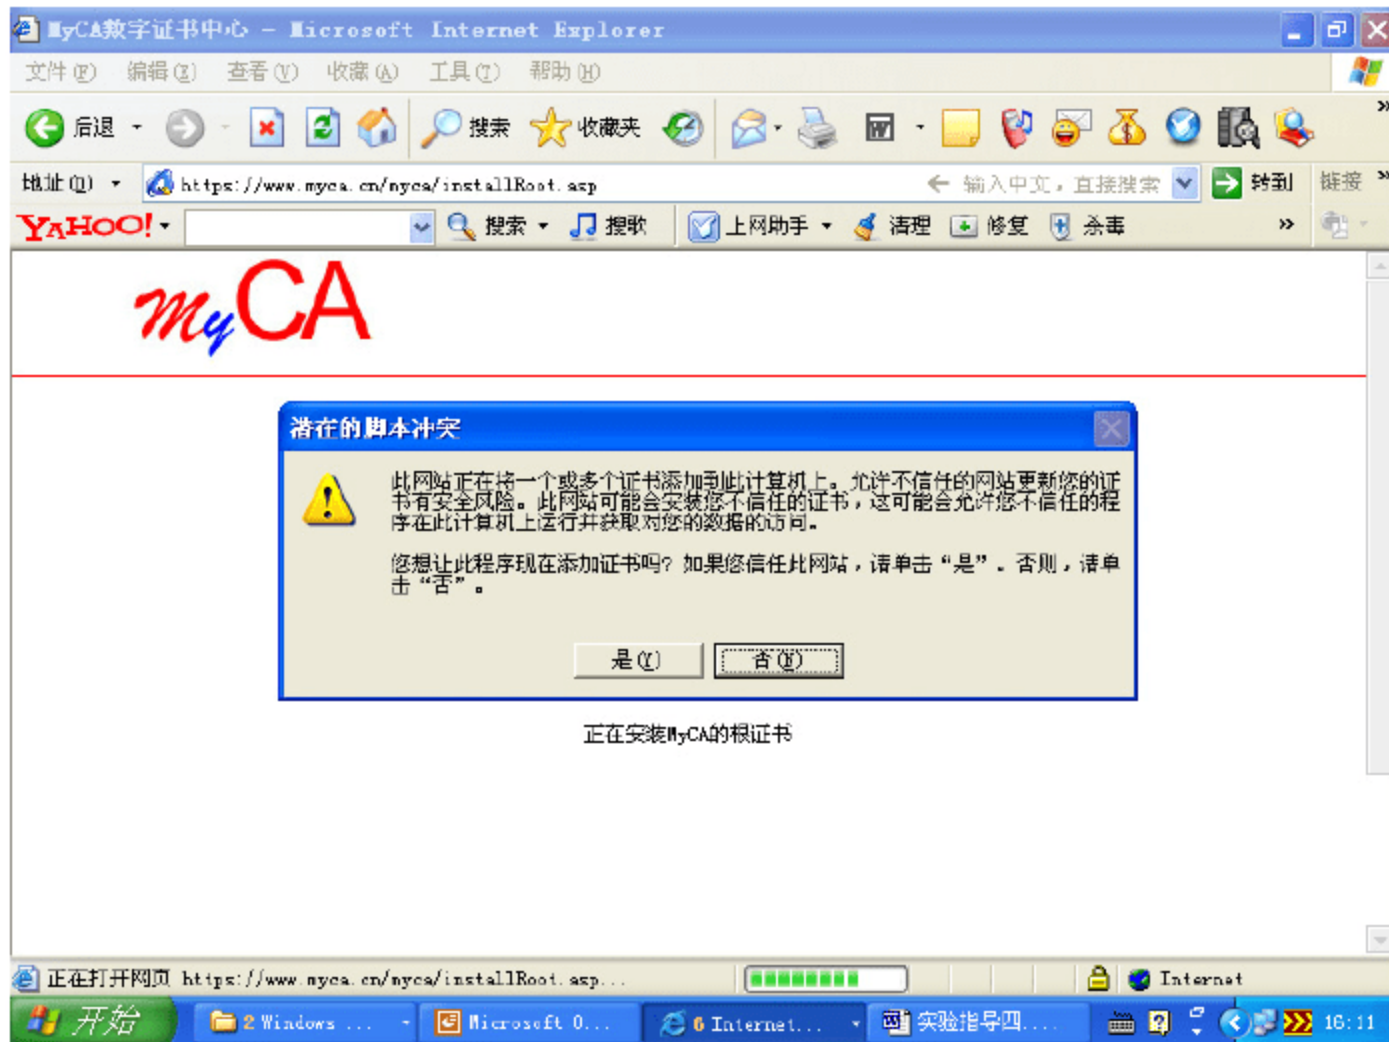 MyCA数字证书中心 - Microsoft Internet Explorer
文件(F) 编辑(E) 查看(V) 收藏(A) 工具(T) 帮助(H)
后退 搜索 收藏夹
地址(D) https://www.myca.cn/myca/installRoot.asp ← 输入中文，直接搜索 转到 链接 »
YAHOO! 搜索 搜歌 上网助手 清理 修复 杀毒 »
MyCA
潜在的脚本冲突
此网站正在将一个或多个证书添加到此计算机上。允许不信任的网站更新您的证
书有安全风险。此网站可能会安装您不信任的证书，这可能会允许您不信任的程
序在此计算机上运行并获取对您的数据的访问。
您想让此程序现在添加证书吗？如果您信任此网站，请单击“是”。否则，请单
击“否”。
是(Y) 否(N)
正在安装MyCA的根证书
正在打开网页 https://www.myca.cn/myca/installRoot.asp... Internet
开始 2 Windows ... Microsoft O... 6 Internet... 实验指导四.... 16:11